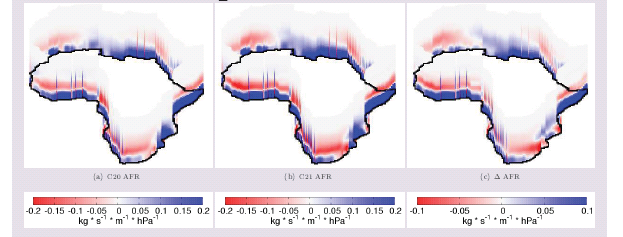 (a) C20 AFR
(b) C21 AFR
(c) Δ AFR
-0.2 -0.15 -0.1 -0.05 0 0.05 0.1 0.15 0.2
kg * s⁻¹ * m⁻¹ * hPa⁻¹
-0.2 -0.15 -0.1 -0.05 0 0.05 0.1 0.15 0.2
kg * s⁻¹ * m⁻¹ * hPa⁻¹
-0.1 -0.05 0 0.05 0.1
kg * s⁻¹ * m⁻¹ * hPa⁻¹